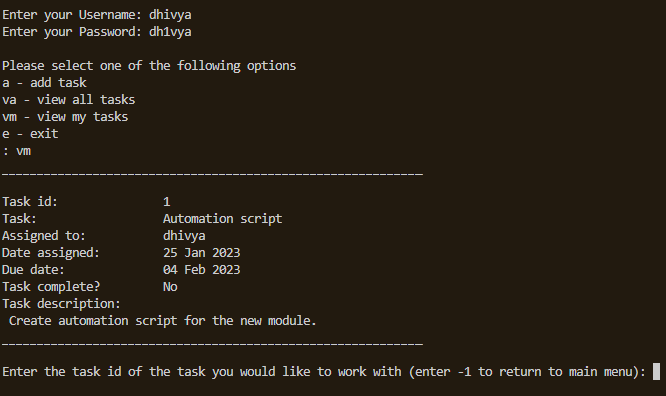 Enter your Username: dhivya
Enter your Password: dh1vya
Please select one of the following options
a - add task
va - view all tasks
vm - view my tasks
e - exit
: vm
____________________________________________________________
Task id: 1
Task: Automation script
Assigned to: dhivya
Date assigned: 25 Jan 2023
Due date: 04 Feb 2023
Task complete? No
Task description:
Create automation script for the new module.
____________________________________________________________
Enter the task id of the task you would like to work with (enter -1 to return to main menu):